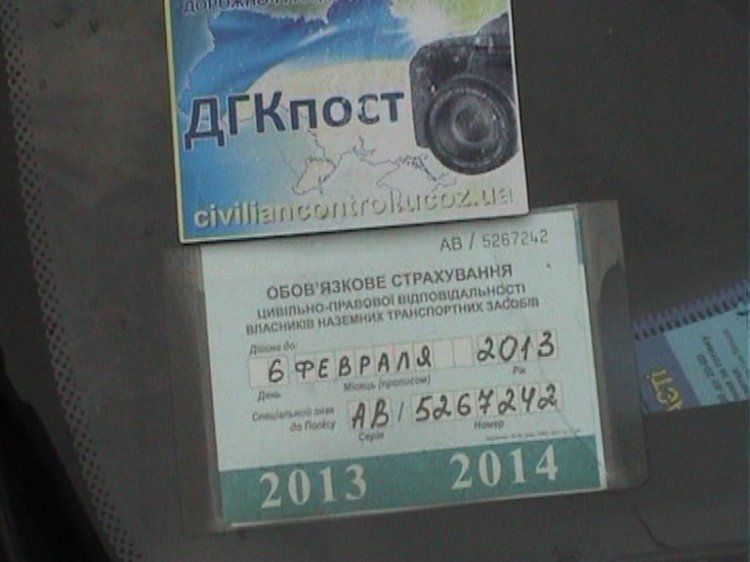 ДГКпост
civiliancontrol.ucoz.ua
АВ / 5267242
ОБОВ'ЯЗКОВЕ СТРАХУВАННЯ
ЦИВІЛЬНО-ПРАВОВОЇ ВІДПОВІДАЛЬНОСТІ
ВЛАСНИКІВ НАЗЕМНИХ ТРАНСПОРТНИХ ЗАСОБІВ
Дійсне до:
6 ФЕВРАЛЯ 2013
День Місяць (прописом) Рік
Спеціальний знак
до Полісу
АВ / 5267242
Серія Номер
2013 2014